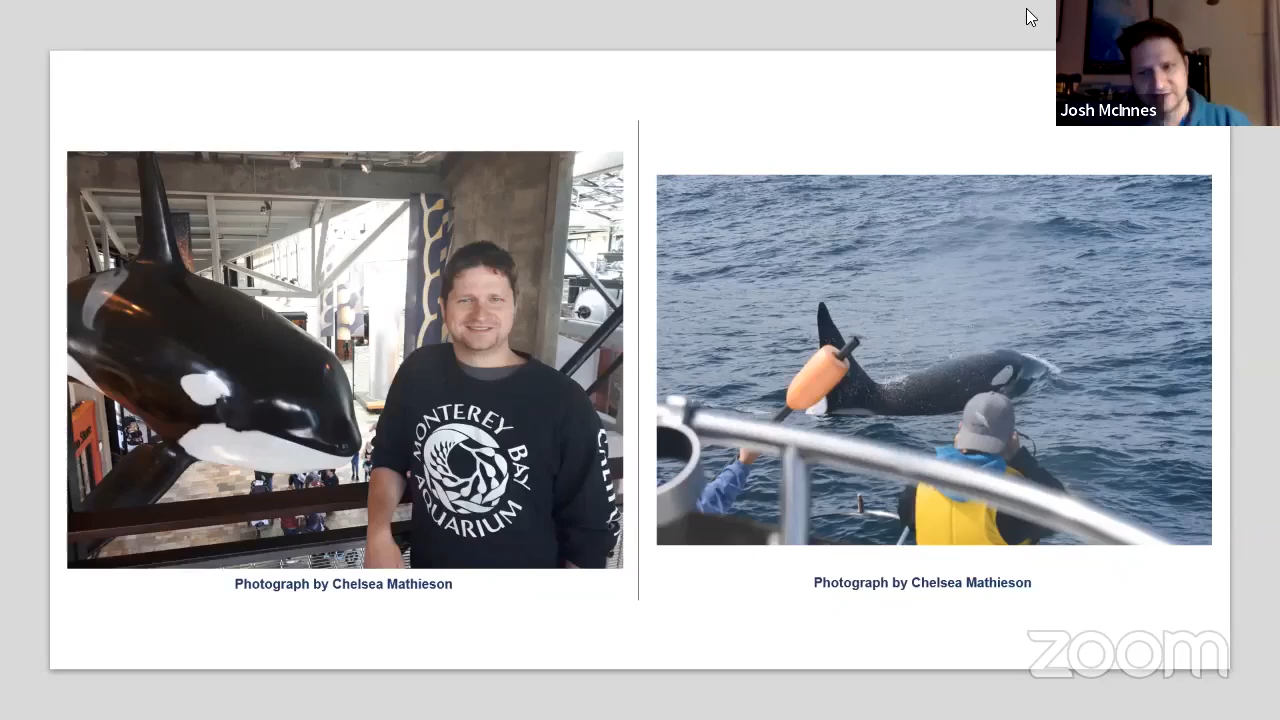 Josh McInnes
MONTEREY BAY
AQUARIUM
Photograph by Chelsea Mathieson
Photograph by Chelsea Mathieson
zoom